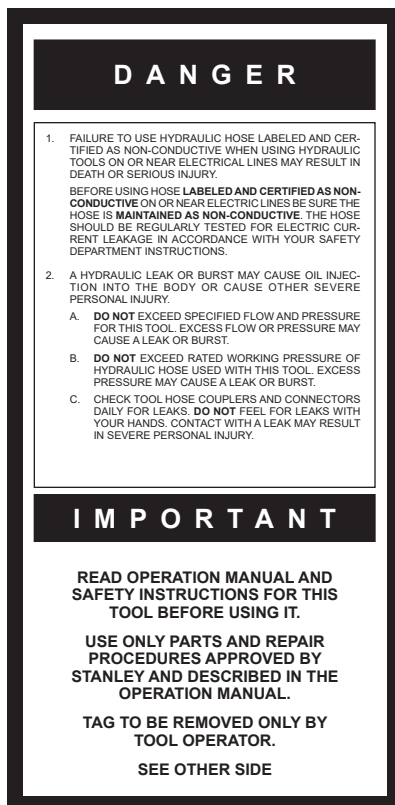 D A N G E R
1. FAILURE TO USE HYDRAULIC HOSE LABELED AND CER-
TIFIED AS NON-CONDUCTIVE WHEN USING HYDRAULIC
TOOLS ON OR NEAR ELECTRICAL LINES MAY RESULT IN
DEATH OR SERIOUS INJURY.
BEFORE USING HOSE LABELED AND CERTIFIED AS NON-
CONDUCTIVE ON OR NEAR ELECTRIC LINES BE SURE THE
HOSE IS MAINTAINED AS NON-CONDUCTIVE. THE HOSE
SHOULD BE REGULARLY TESTED FOR ELECTRIC CUR-
RENT LEAKAGE IN ACCORDANCE WITH YOUR SAFETY
DEPARTMENT INSTRUCTIONS.
2. A HYDRAULIC LEAK OR BURST MAY CAUSE OIL INJEC-
TION INTO THE BODY OR CAUSE OTHER SEVERE
PERSONAL INJURY.
A. DO NOT EXCEED SPECIFIED FLOW AND PRESSURE
FOR THIS TOOL. EXCESS FLOW OR PRESSURE MAY
CAUSE A LEAK OR BURST.
B. DO NOT EXCEED RATED WORKING PRESSURE OF
HYDRAULIC HOSE USED WITH THIS TOOL. EXCESS
PRESSURE MAY CAUSE A LEAK OR BURST.
C. CHECK TOOL HOSE COUPLERS AND CONNECTORS
DAILY FOR LEAKS. DO NOT FEEL FOR LEAKS WITH
YOUR HANDS. CONTACT WITH A LEAK MAY RESULT
IN SEVERE PERSONAL INJURY.
I M P O R T A N T
READ OPERATION MANUAL AND
SAFETY INSTRUCTIONS FOR THIS
TOOL BEFORE USING IT.
USE ONLY PARTS AND REPAIR
PROCEDURES APPROVED BY
STANLEY AND DESCRIBED IN THE
OPERATION MANUAL.
TAG TO BE REMOVED ONLY BY
TOOL OPERATOR.
SEE OTHER SIDE